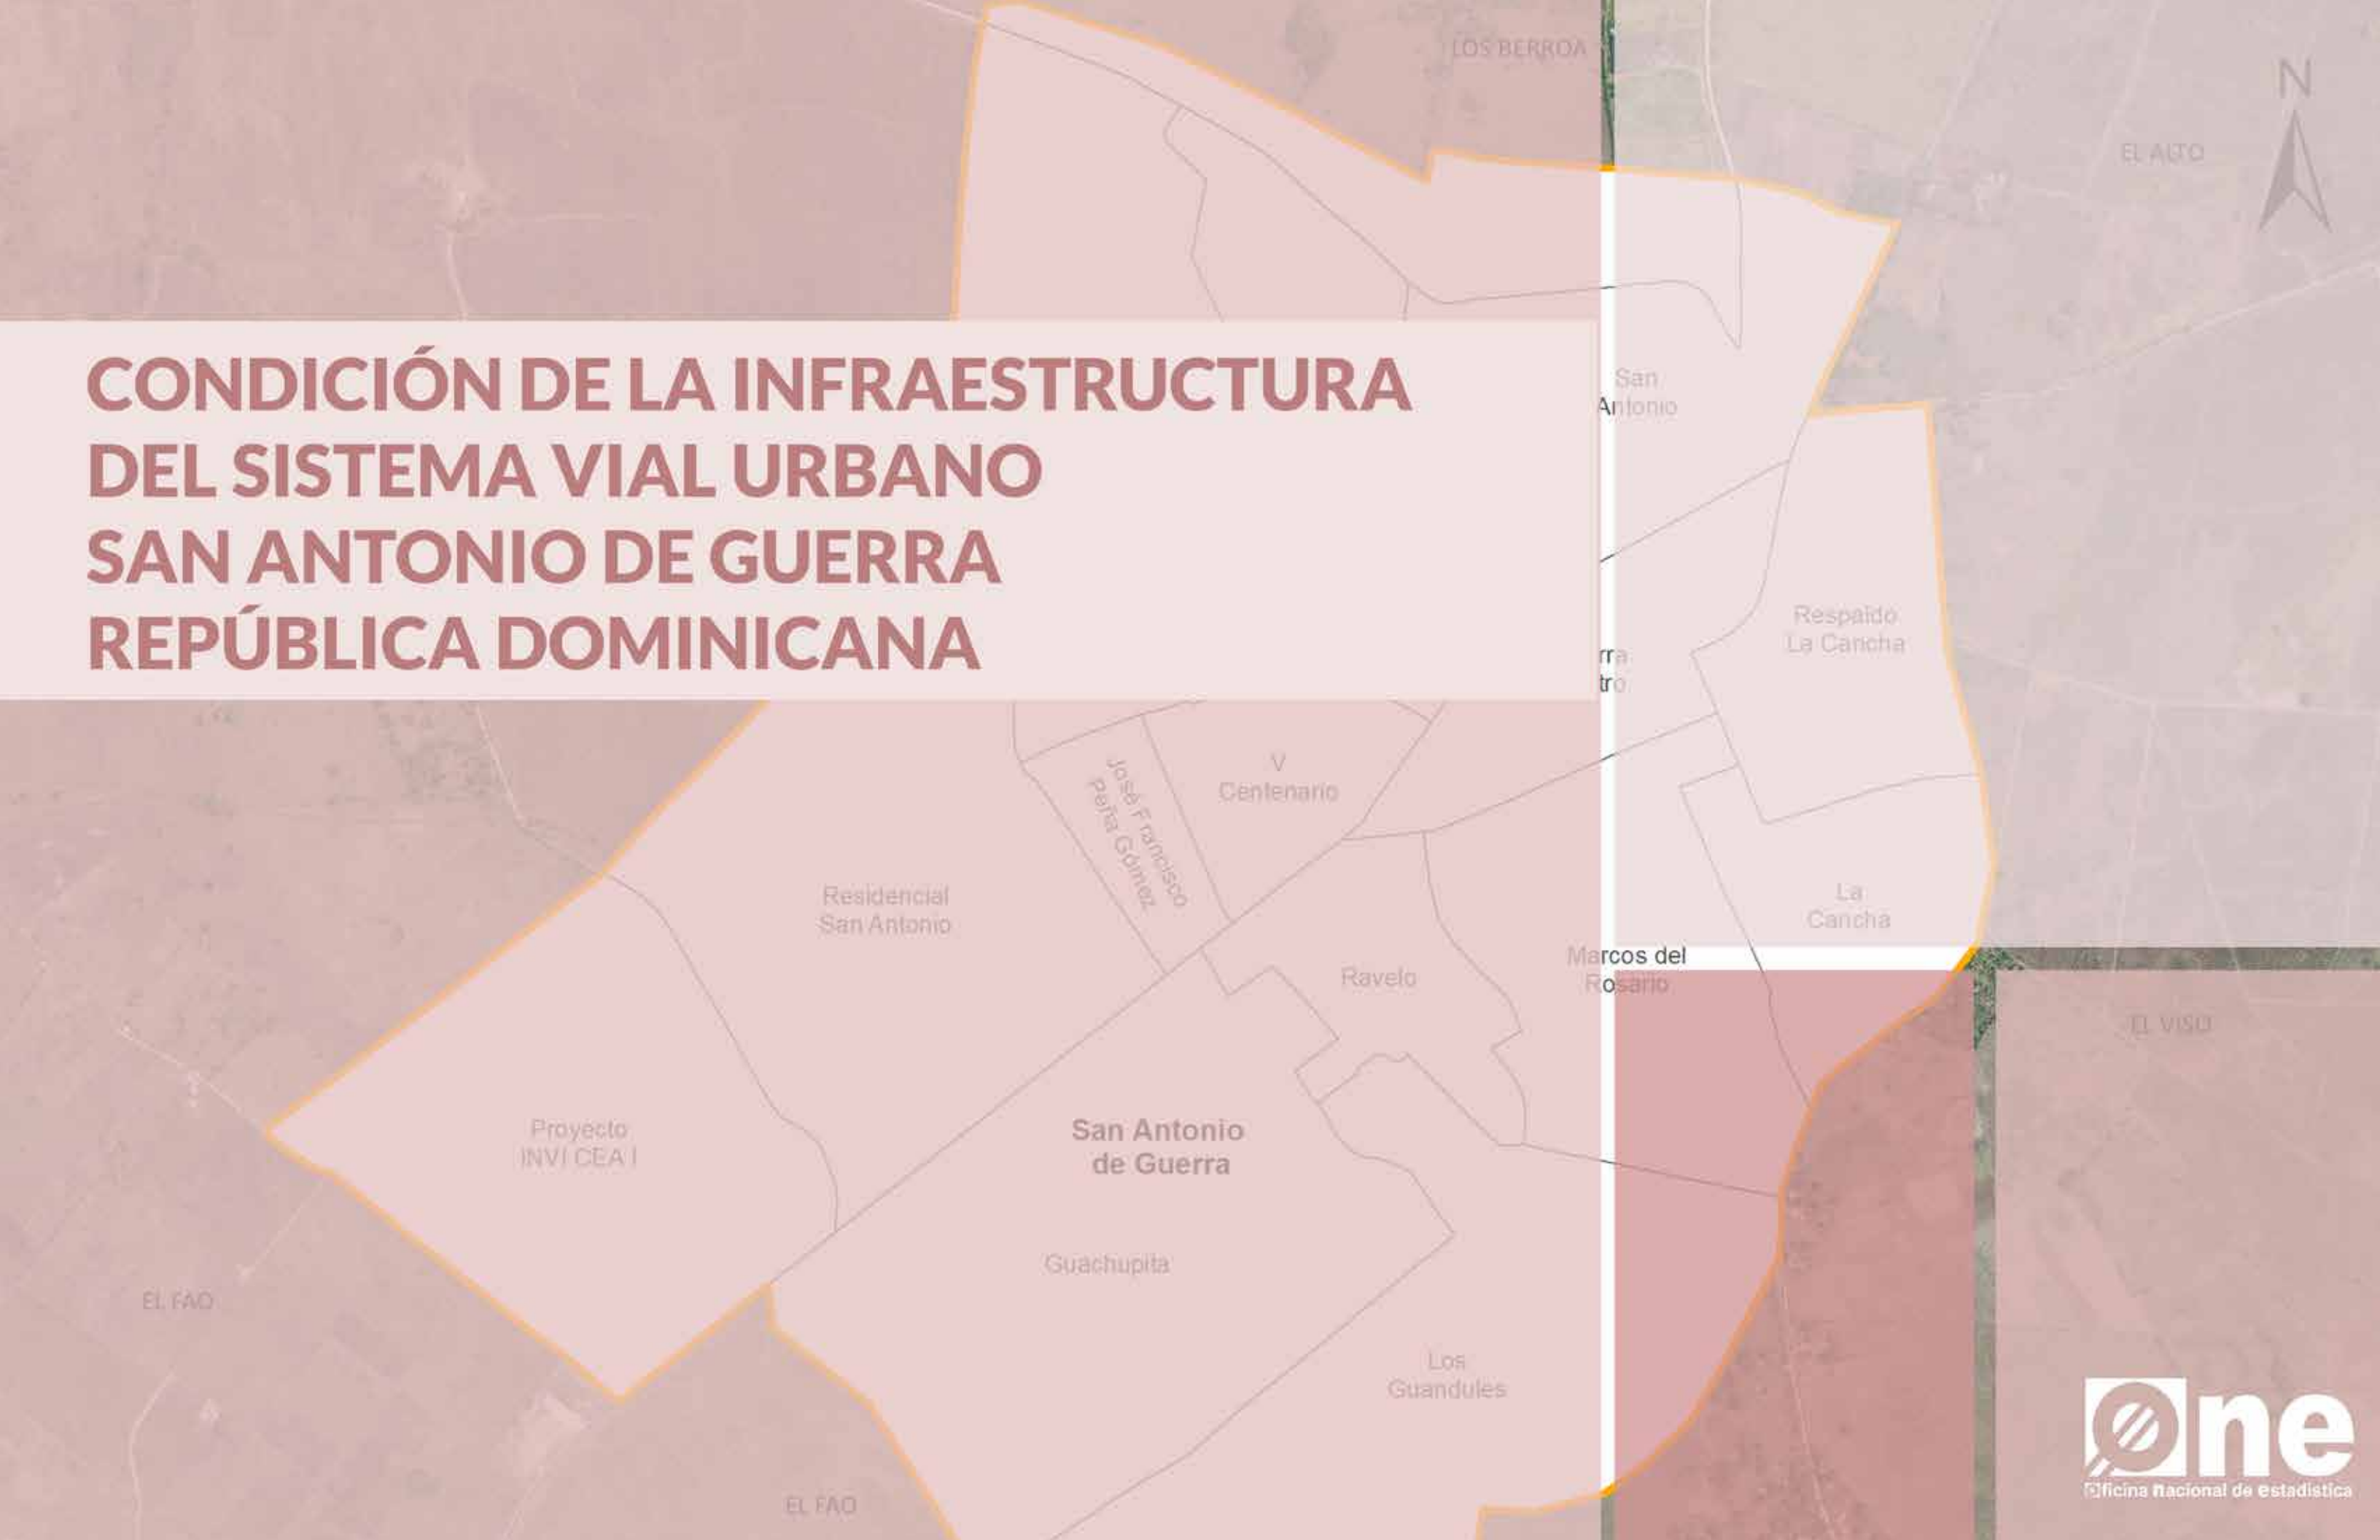 LOS BERROA
N
EL ALTO
CONDICIÓN DE LA INFRAESTRUCTURA
DEL SISTEMA VIAL URBANO
SAN ANTONIO DE GUERRA
REPÚBLICA DOMINICANA
San
Antonio
Respaldo
La Cancha
rra
tro
V
Centenario
José Francisco
Peña Gómez
Residencial
San Antonio
La
Cancha
Ravelo
Marcos del
Rosario
EL VISO
Proyecto
INVI CEA I
San Antonio
de Guerra
Guachupita
EL FAO
Los
Guandules
EL FAO
One
Oficina nacional de estadística